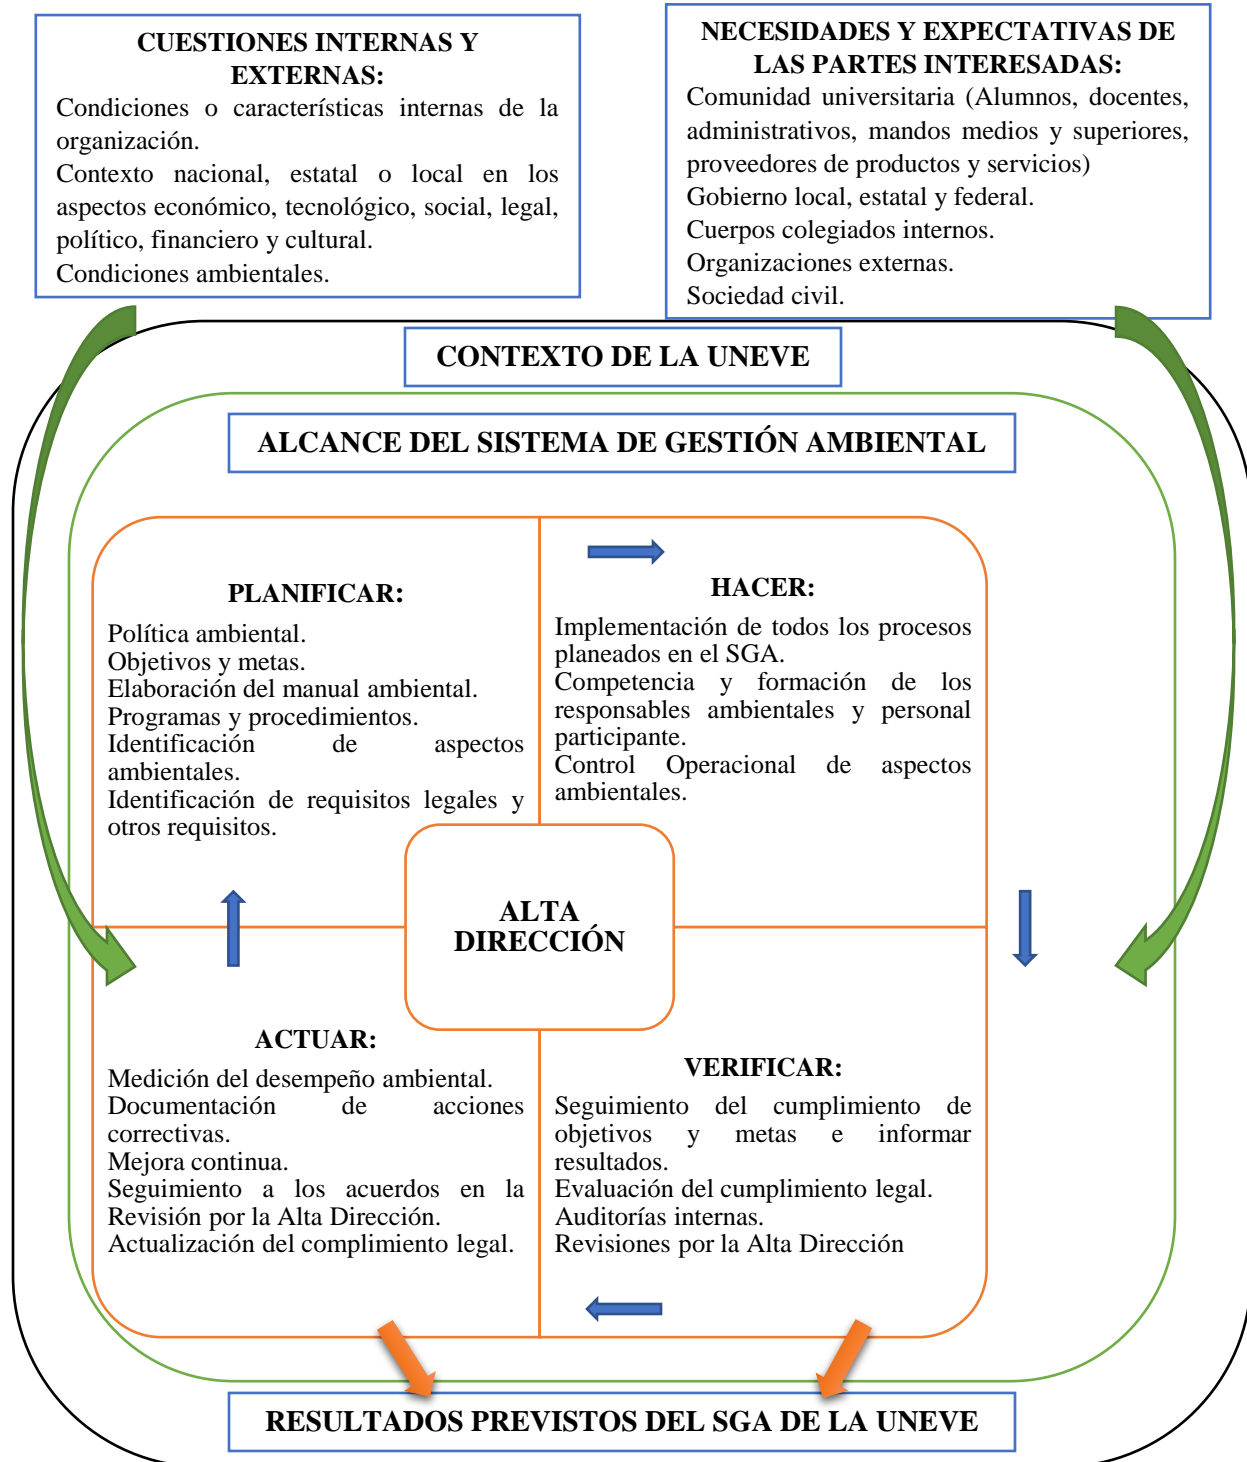 CUESTIONES INTERNAS Y
EXTERNAS:
Condiciones o características internas de la
organización.
Contexto nacional, estatal o local en los
aspectos económico, tecnológico, social, legal,
político, financiero y cultural.
Condiciones ambientales.
NECESIDADES Y EXPECTATIVAS DE
LAS PARTES INTERESADAS:
Comunidad universitaria (Alumnos, docentes,
administrativos, mandos medios y superiores,
proveedores de productos y servicios)
Gobierno local, estatal y federal.
Cuerpos colegiados internos.
Organizaciones externas.
Sociedad civil.
CONTEXTO DE LA UNEVE
ALCANCE DEL SISTEMA DE GESTIÓN AMBIENTAL
PLANIFICAR:
Política ambiental.
Objetivos y metas.
Elaboración del manual ambiental.
Programas y procedimientos.
Identificación de aspectos
ambientales.
Identificación de requisitos legales y
otros requisitos.
HACER:
Implementación de todos los procesos
planeados en el SGA.
Competencia y formación de los
responsables ambientales y personal
participante.
Control Operacional de aspectos
ambientales.
ALTA
DIRECCIÓN
ACTUAR:
Medición del desempeño ambiental.
Documentación de acciones
correctivas.
Mejora continua.
Seguimiento a los acuerdos en la
Revisión por la Alta Dirección.
Actualización del complimiento legal.
VERIFICAR:
Seguimiento del cumplimiento de
objetivos y metas e informar
resultados.
Evaluación del cumplimiento legal.
Auditorías internas.
Revisiones por la Alta Dirección
RESULTADOS PREVISTOS DEL SGA DE LA UNEVE